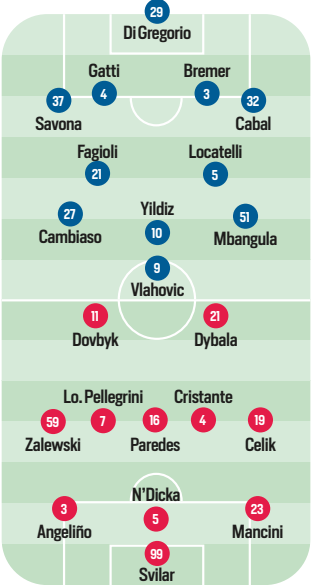 29
Di Gregorio
Gatti Bremer
37 4 3 32
Savona Cabal
Fagioli Locatelli
21 5
27 Yildiz 51
Cambiaso 10 Mbangula
9
Vlahovic
11 21
Dovbyk Dybala
Lo. Pellegrini Cristante
59 7 16 4 19
Zalewski Paredes Celik
N'Dicka
3 5 23
Angeliño Mancini
99
Svilar